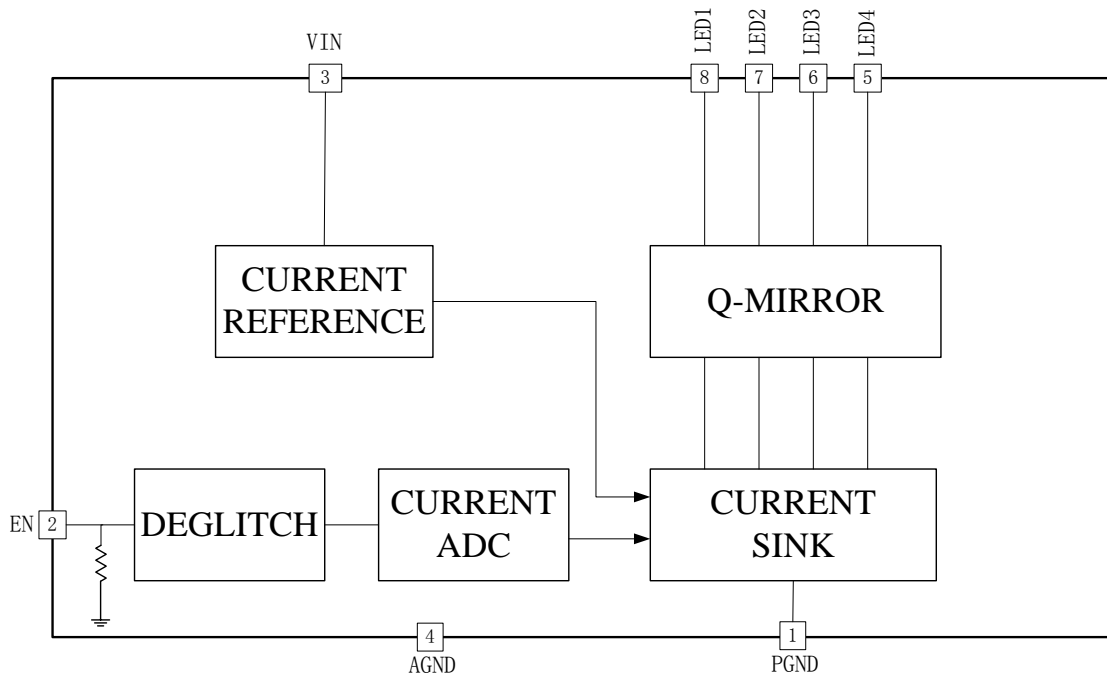 VIN
LED1
LED2
LED3
LED4
3
8
7
6
5
CURRENT
REFERENCE
Q-MIRROR
EN
2
DEGLITCH
CURRENT
ADC
CURRENT
SINK
4
AGND
1
PGND